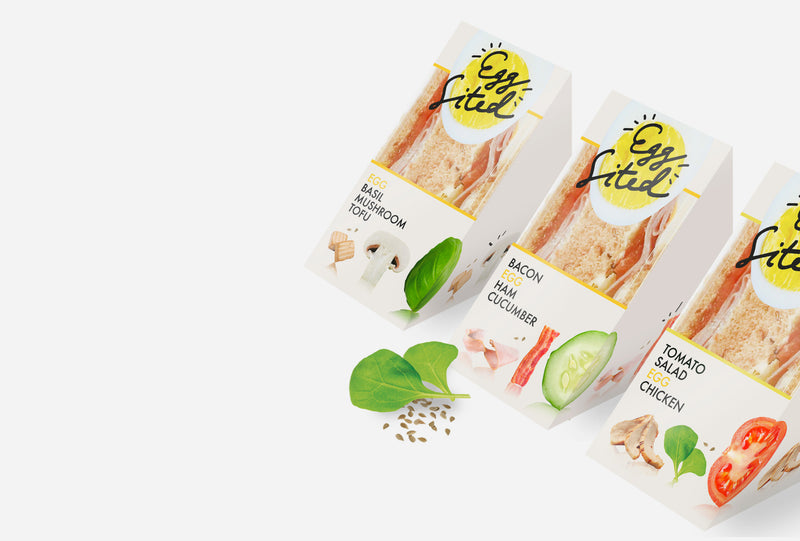 Egg
Sited
EGG
BASIL
MUSHROOM
TOFU
Egg
Sited
BACON
EGG
HAM
CUCUMBER
TOMATO
SALAD
EGG
CHICKEN